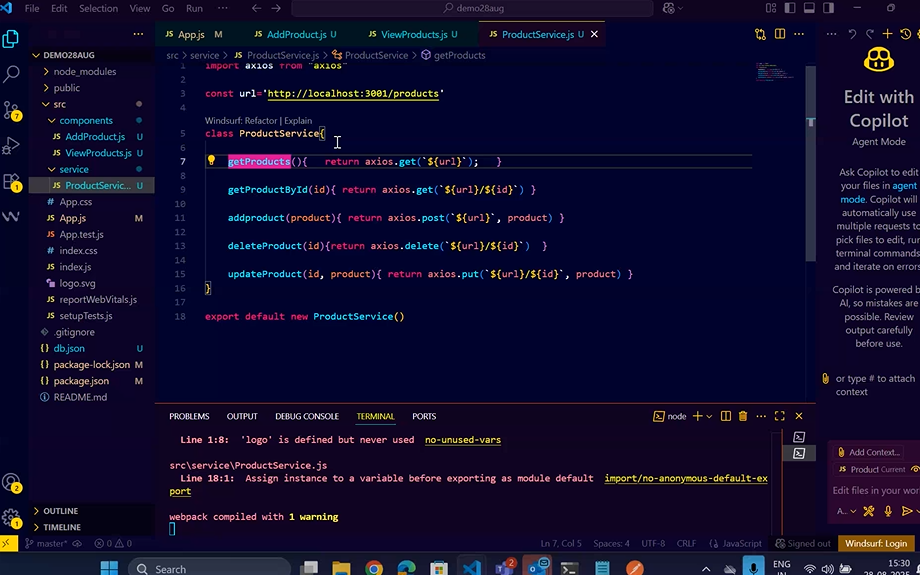 File Edit Selection View Go Run ··· demo28aug
DEMO28AUG
node_modules
public
src
components
AddProduct.js U
ViewProducts.js U
service
ProductServic... U
App.css
App.js M
App.test.js
index.css
index.js
logo.svg
reportWebVitals.js
setupTests.js
.gitignore
db.json U
package-lock.json M
package.json M
README.md
OUTLINE
TIMELINE
App.js M AddProduct.js U ViewProducts.js U ProductService.js U
src > service > JS ProductService.js > ProductService > getProducts
1 import axios from "axios"
2
3 const url='http://localhost:3001/products'
4
Windsurf: Refactor | Explain
5 class ProductService{
6
7 getProducts(){ return axios.get(`${url}`); }
8
9 getProductById(id){ return axios.get(`${url}/${id}`) }
10
11 addproduct(product){ return axios.post(`${url}`, product) }
12
13 deleteProduct(id){return axios.delete(`${url}/${id}`) }
14
15 updateProduct(id, product){ return axios.put(`${url}/${id}`, product) }
16 }
17
18 export default new ProductService()
PROBLEMS OUTPUT DEBUG CONSOLE TERMINAL PORTS node
Line 1:8: 'logo' is defined but never used no-unused-vars
src\service\ProductService.js
Line 18:1: Assign instance to a variable before exporting as module default import/no-anonymous-default-ex
port
webpack compiled with 1 warning
Edit with
Copilot
Agent Mode
Ask Copilot to edit
your files in agent
mode. Copilot will
automatically use
multiple requests to
pick files to edit, run
terminal commands
and iterate on errors
Copilot is powered b
AI, so mistakes are
possible. Review
output carefully
before use.
or type # to attach
context
Add Context...
JS Product Current
Edit files in your wor
A..
master* 0 0 Ln 7, Col 5 Spaces: 4 UTF-8 CRLF JavaScript Signed out Windsurf: Login
Search ENG 15:30
IN 28-08-2025